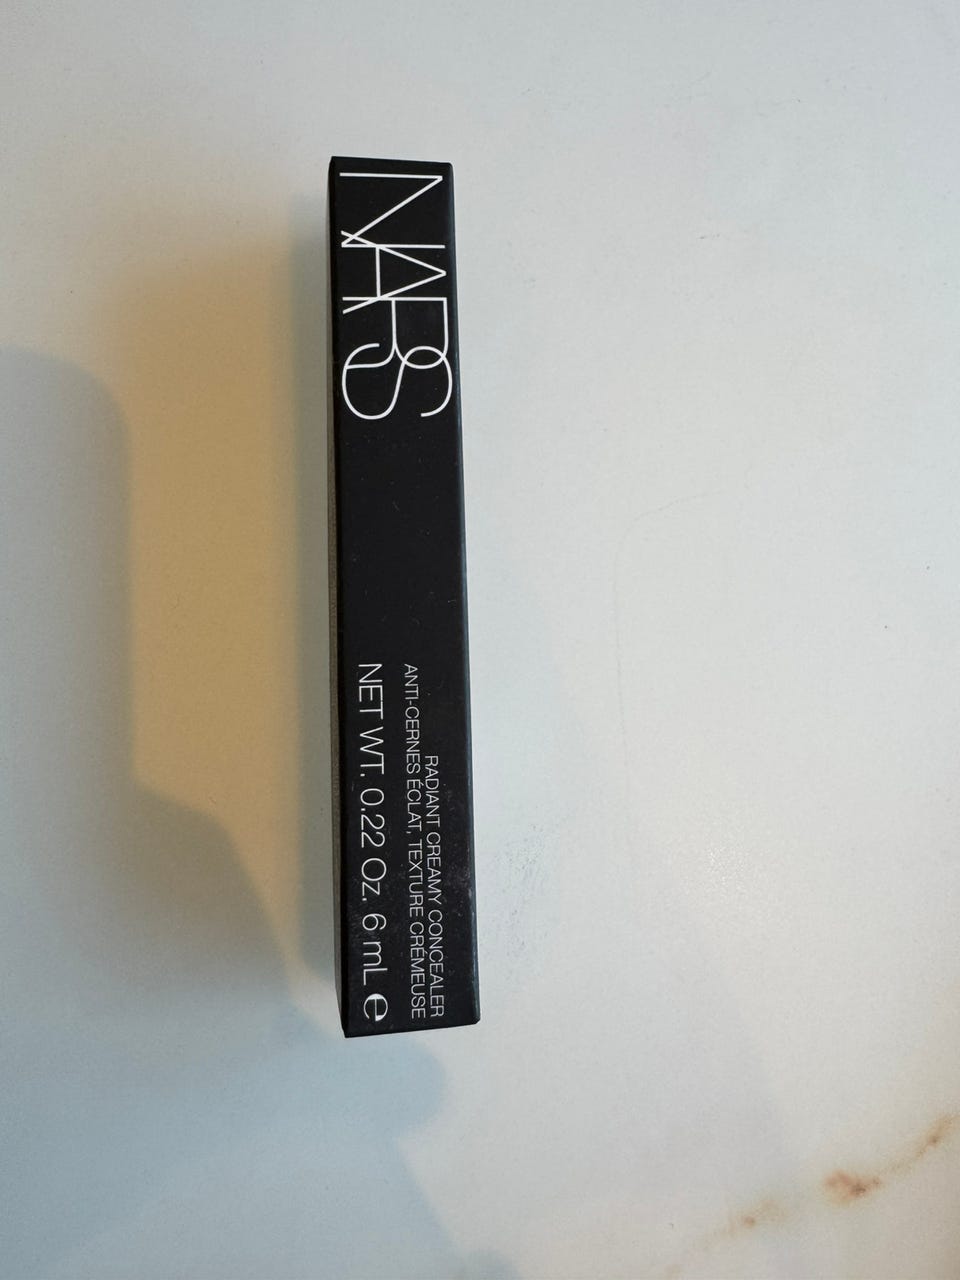 NARS
RADIANT CREAMY CONCEALER
ANTI-CERNES ÉCLAT, TEXTURE CRÉMEUSE
NET WT. 0.22 Oz. 6 mL e